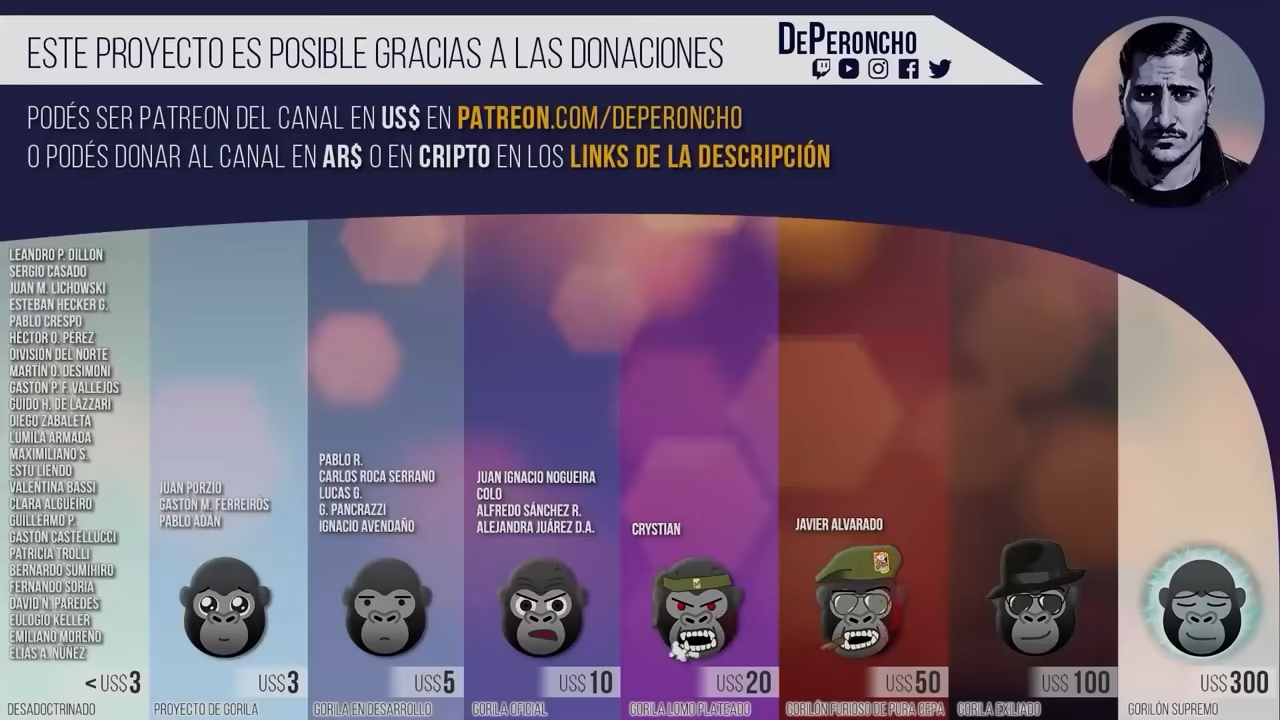 ESTE PROYECTO ES POSIBLE GRACIAS A LAS DONACIONES
DEPERONCHO
PODÉS SER PATREON DEL CANAL EN US$ EN PATREON.COM/DEPERONCHO
O PODÉS DONAR AL CANAL EN AR$ O EN CRIPTO EN LOS LINKS DE LA DESCRIPCIÓN
LEANDRO P. DILLON
SERGIO CASADO
JUAN M. LICHOWSKI
ESTEBAN HECKER G.
PABLO CRESPO
HÉCTOR O. PÉREZ
DIVISIÓN DEL NORTE
MARTÍN O. DESIMONI
GASTÓN P. F. VALLEJOS
GUIDO H. DE LÁZZARI
DIEGO ZABALETA
LUMILA ARMADA
MAXIMILIANO S.
ESTU LIENDO
VALENTINA BASSI
CLARA ALGUEIRO
GUILLERMO P.
GASTÓN CASTELLUCCI
PATRICIA TROLLI
BERNARDO SUMIHIRO
FERNANDO SORIA
DAVID N. PAREDES
EULOGIO KELLER
EMILIANO MORENO
ELÍAS A. NÚÑEZ
< US$3
DESADOCTRINADO
JUAN PORZIO
GASTÓN M. FERREIRÓS
PABLO ADÁN
US$3
PROYECTO DE GORILA
PABLO R.
CARLOS ROCA SERRANO
LUCAS G.
G. PANCRAZZI
IGNACIO AVENDAÑO
US$5
GORILA EN DESARROLLO
JUAN IGNACIO NOGUEIRA
COLO
ALFREDO SÁNCHEZ R.
ALEJANDRA JUÁREZ D.A.
US$10
GORILA OFICIAL
CRYSTIAN
US$20
GORILA LOMO PLATEADO
JAVIER ALVARADO
US$50
GORILÓN FURIOSO DE PURA CEPA
US$100
GORILA EXILIADO
US$300
GORILÓN SUPREMO